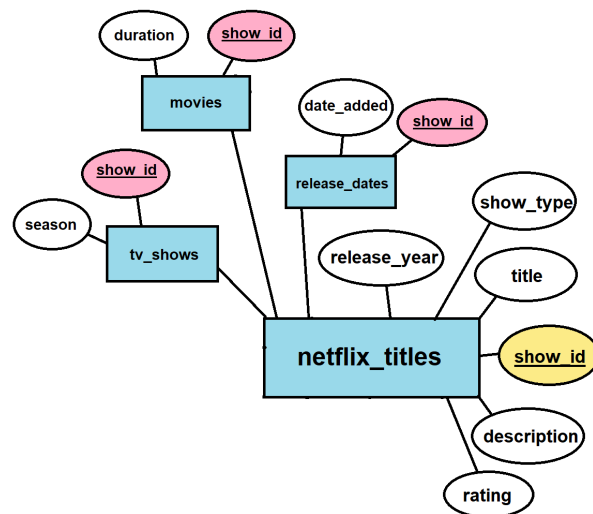 duration
show_id
movies
date_added
show_id
show_id
release_dates
show_type
season
tv_shows
release_year
title
netflix_titles
show_id
description
rating